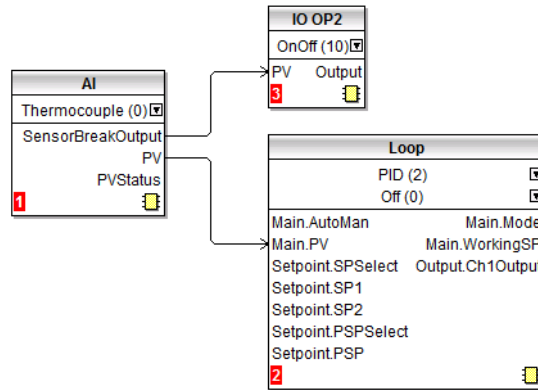 IO OP2
OnOff (10)
PV Output
3
AI
Thermocouple (0)
SensorBreakOutput
PV
PVStatus
1
Loop
PID (2)
Off (0)
Main.AutoMan Main.Mode
Main.PV Main.WorkingSP
Setpoint.SPSelect Output.Ch1Output
Setpoint.SP1
Setpoint.SP2
Setpoint.PSPSelect
Setpoint.PSP
2